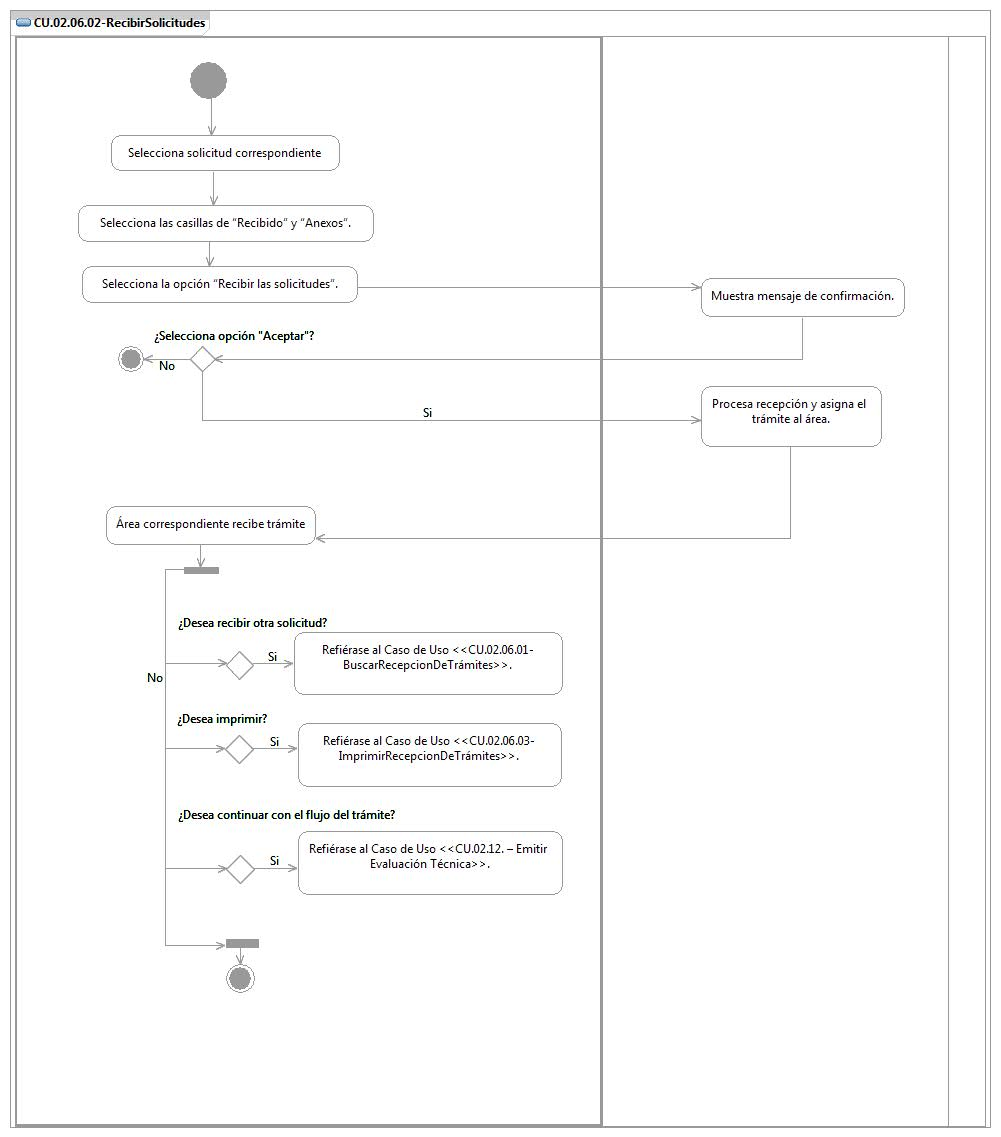 CU.02.06.02-RecibirSolicitudes
Selecciona solicitud correspondiente
Selecciona las casillas de “Recibido” y “Anexos”.
Selecciona la opción “Recibir las solicitudes”.
Muestra mensaje de confirmación.
¿Selecciona opción "Aceptar"?
No
Si
Procesa recepción y asigna el
trámite al área.
Área correspondiente recibe trámite
¿Desea recibir otra solicitud?
Si
Refiérase al Caso de Uso <<CU.02.06.01-
BuscarRecepcionDeTrámites>>.
No
¿Desea imprimir?
Si
Refiérase al Caso de Uso <<CU.02.06.03-
ImprimirRecepcionDeTrámites>>.
¿Desea continuar con el flujo del trámite?
Si
Refiérase al Caso de Uso <<CU.02.12. – Emitir
Evaluación Técnica>>.